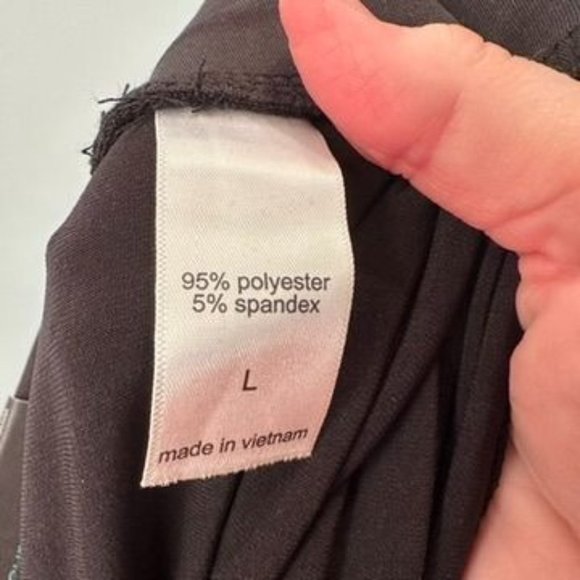 95% polyester
5% spandex
L
made in vietnam